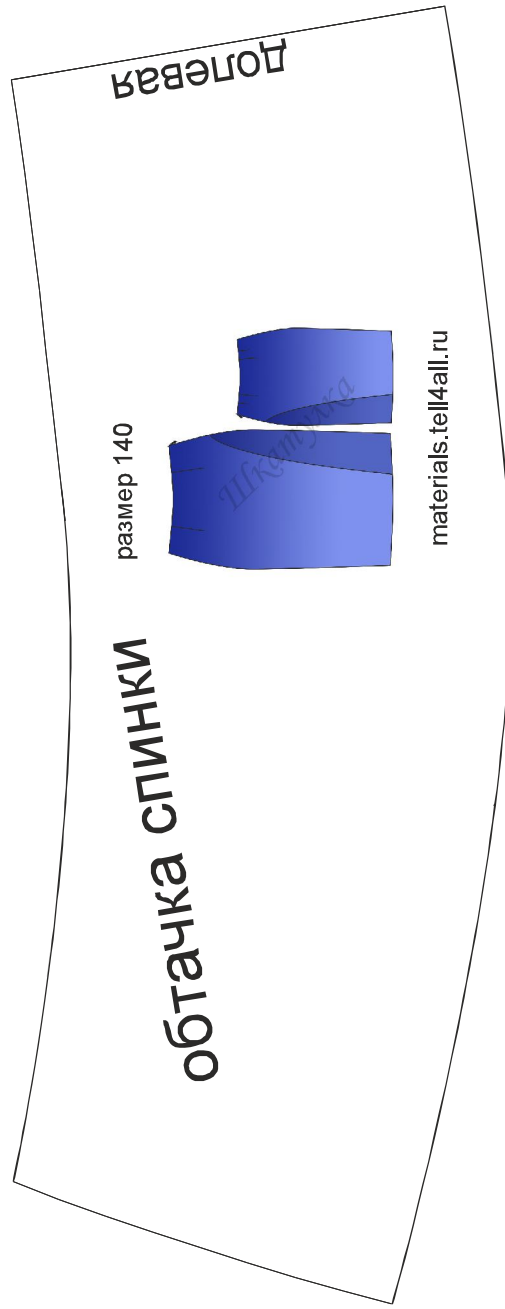 долевая
размер 140
Шкатулка
materials.tell4all.ru
обтачка спинки